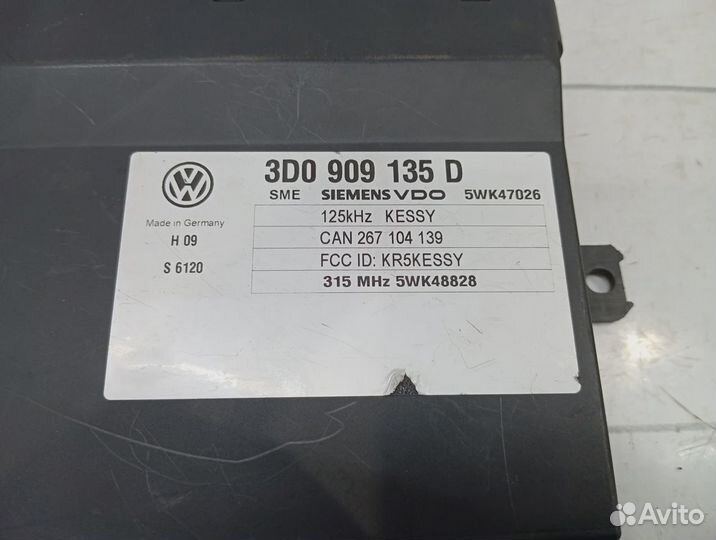 3D0 909 135 D
SME SIEMENS VDO 5WK47026
Made in Germany
H 09
S 6120
125kHz KESSY
CAN 267 104 139
FCC ID: KR5KESSY
315 MHz 5WK48828
Avito